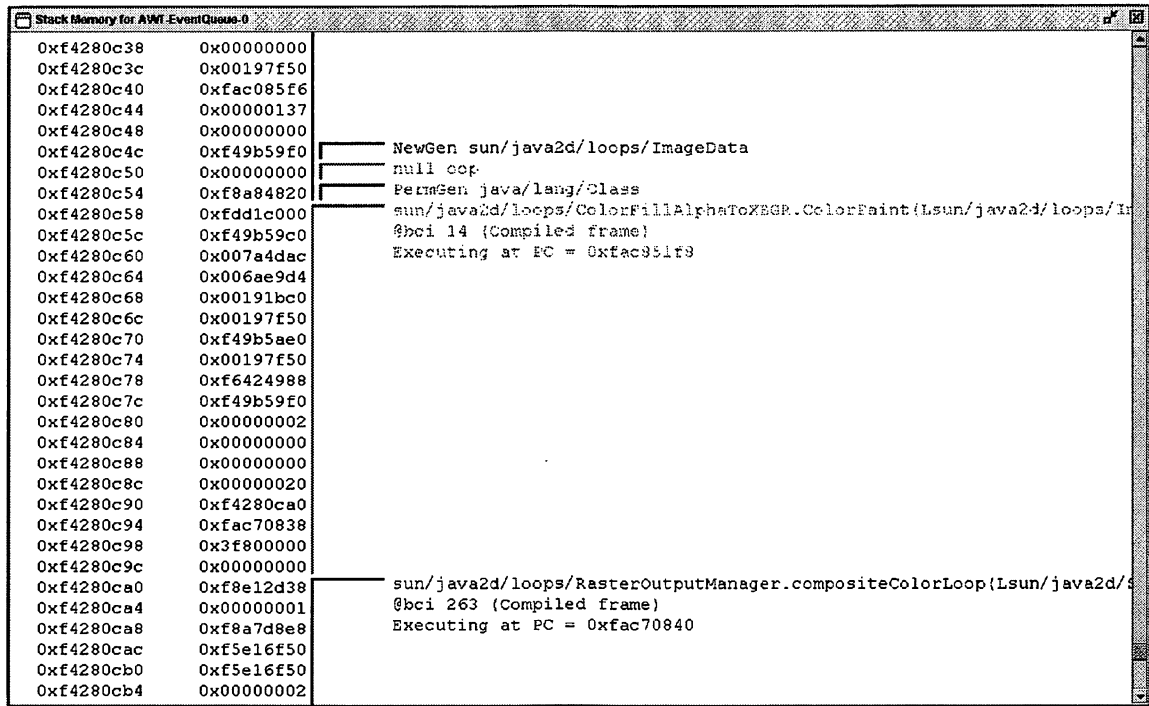 Stack Memory for AWT-EventQueue-0
0xf4280c38 0x00000000
0xf4280c3c 0x00197f50
0xf4280c40 0xfac085f6
0xf4280c44 0x00000137
0xf4280c48 0x00000000
0xf4280c4c 0xf49b59f0 NewGen sun/java2d/loops/ImageData
0xf4280c50 0x00000000 null oop
0xf4280c54 0xf8a84820 PermGen java/lang/Class
0xf4280c58 0xfdd1c000 sun/java2d/loops/ColorFillAlphaToXBGR.ColorPaint(Lsun/java2d/loops/Im
0xf4280c5c 0xf49b59c0 @bci 14 (Compiled frame)
0xf4280c60 0x007a4dac Executing at PC = 0xfac851f8
0xf4280c64 0x006ae9d4
0xf4280c68 0x00191bc0
0xf4280c6c 0x00197f50
0xf4280c70 0xf49b5ae0
0xf4280c74 0x00197f50
0xf4280c78 0xf6424988
0xf4280c7c 0xf49b59f0
0xf4280c80 0x00000002
0xf4280c84 0x00000000
0xf4280c88 0x00000000
0xf4280c8c 0x00000020
0xf4280c90 0xf4280ca0
0xf4280c94 0xfac70838
0xf4280c98 0x3f800000
0xf4280c9c 0x00000000
0xf4280ca0 0xf8e12d38 sun/java2d/loops/RasterOutputManager.compositeColorLoop(Lsun/java2d/S
0xf4280ca4 0x00000001 @bci 263 (Compiled frame)
0xf4280ca8 0xf8a7d8e8 Executing at PC = 0xfac70840
0xf4280cac 0xf5e16f50
0xf4280cb0 0xf5e16f50
0xf4280cb4 0x00000002